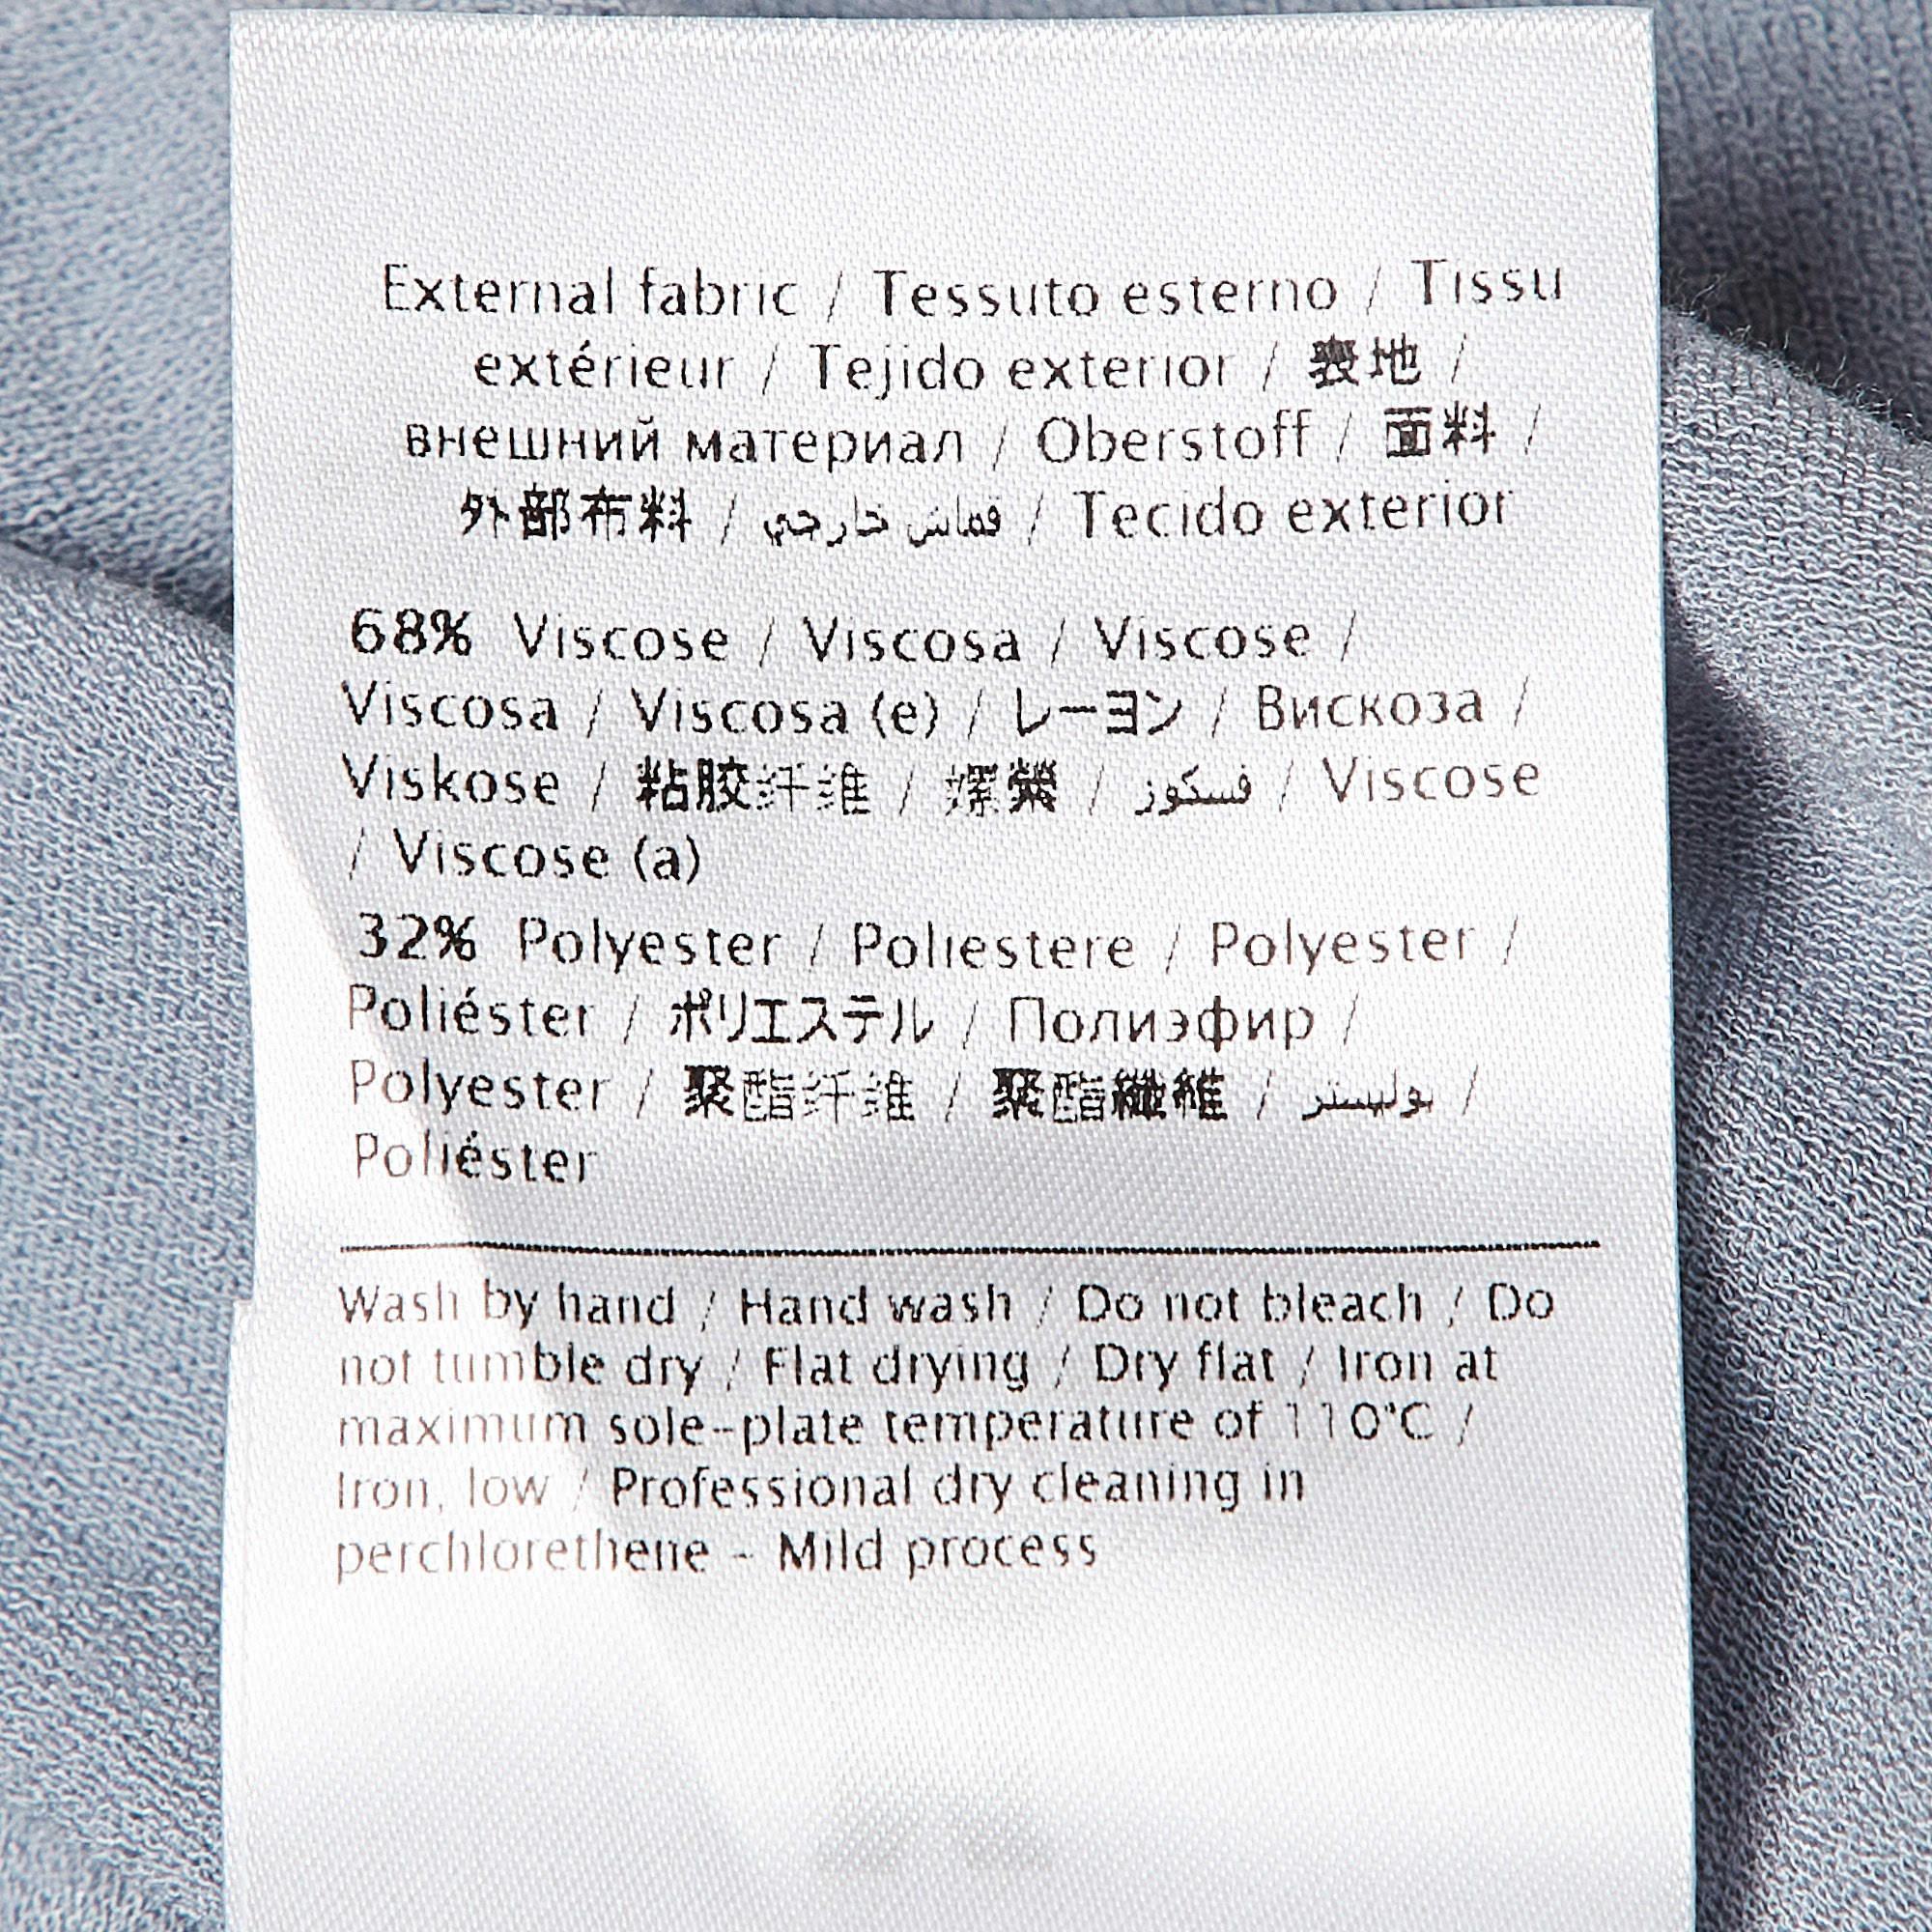 External fabric / Tessuto esterno / Tissu
extérieur / Tejido exterior / 表地 /
внешний материал / Oberstoff / 面料 /
外部布料 / قماش خارجي / Tecido exterior
68% Viscose / Viscosa / Viscose /
Viscosa / Viscosa (e) / レーヨン / Вискоза /
Viskose / 粘胶纤维 / 嫘縈 / فسكوز / Viscose
/ Viscose (a)
32% Polyester / Poliestere / Polyester /
Poliéster / ポリエステル / Полиэфир /
Polyester / 聚酯纤维 / 聚酯纖維 / بوليستر /
Poliéster
Wash by hand / Hand wash / Do not bleach / Do
not tumble dry / Flat drying / Dry flat / Iron at
maximum sole-plate temperature of 110°C /
Iron, low / Professional dry cleaning in
perchlorethene - Mild process